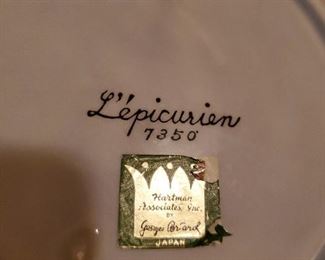 L'épicurien
7350
Hartman
Associates, Inc.
BY
Georges Briard
JAPAN